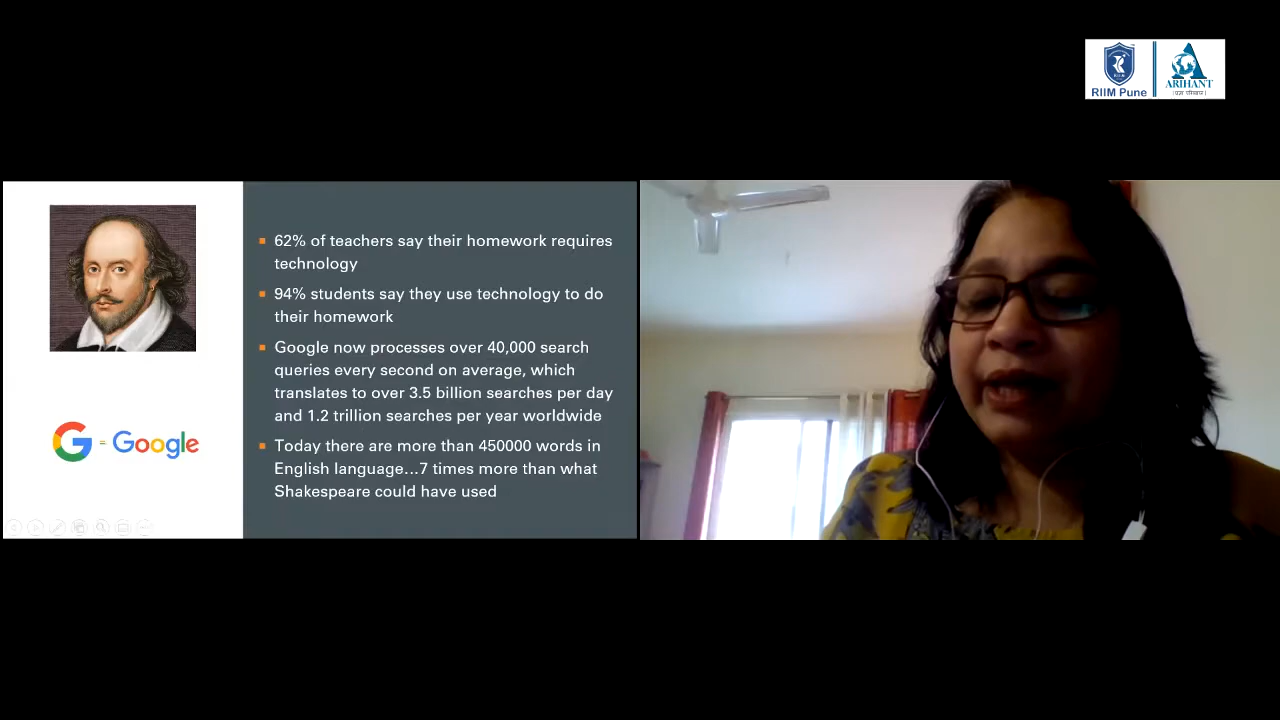 RIIM Pune
ARIHANT
62% of teachers say their homework requires
technology
94% students say they use technology to do
their homework
Google now processes over 40,000 search
queries every second on average, which
translates to over 3.5 billion searches per day
and 1.2 trillion searches per year worldwide
Today there are more than 450000 words in
English language...7 times more than what
Shakespeare could have used
G = Google